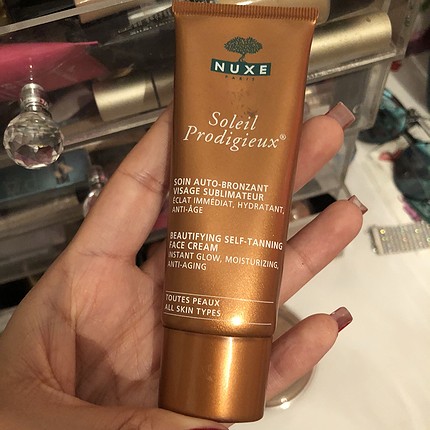 NUXE
PARIS
Soleil
Prodigieux®
SOIN AUTO-BRONZANT
VISAGE SUBLIMATEUR
ÉCLAT IMMÉDIAT, HYDRATANT,
ANTI-ÂGE
BEAUTIFYING SELF-TANNING
FACE CREAM
INSTANT GLOW, MOISTURIZING,
ANTI-AGING
TOUTES PEAUX
ALL SKIN TYPES